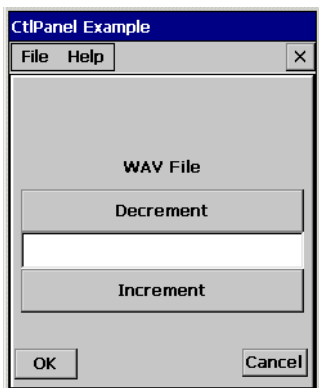 CtlPanel Example
File Help ×
WAV File
Decrement
Increment
OK Cancel